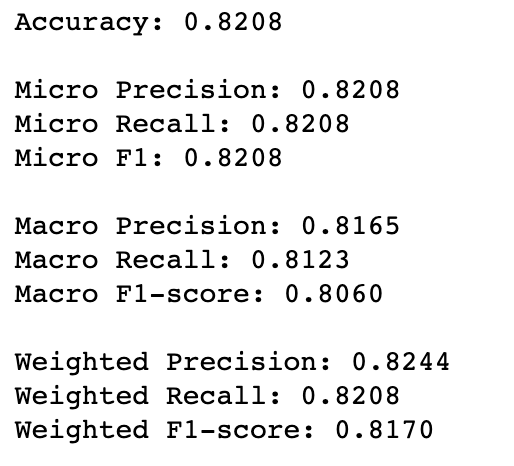 Accuracy: 0.8208
Micro Precision: 0.8208
Micro Recall: 0.8208
Micro F1: 0.8208
Macro Precision: 0.8165
Macro Recall: 0.8123
Macro F1-score: 0.8060
Weighted Precision: 0.8244
Weighted Recall: 0.8208
Weighted F1-score: 0.8170